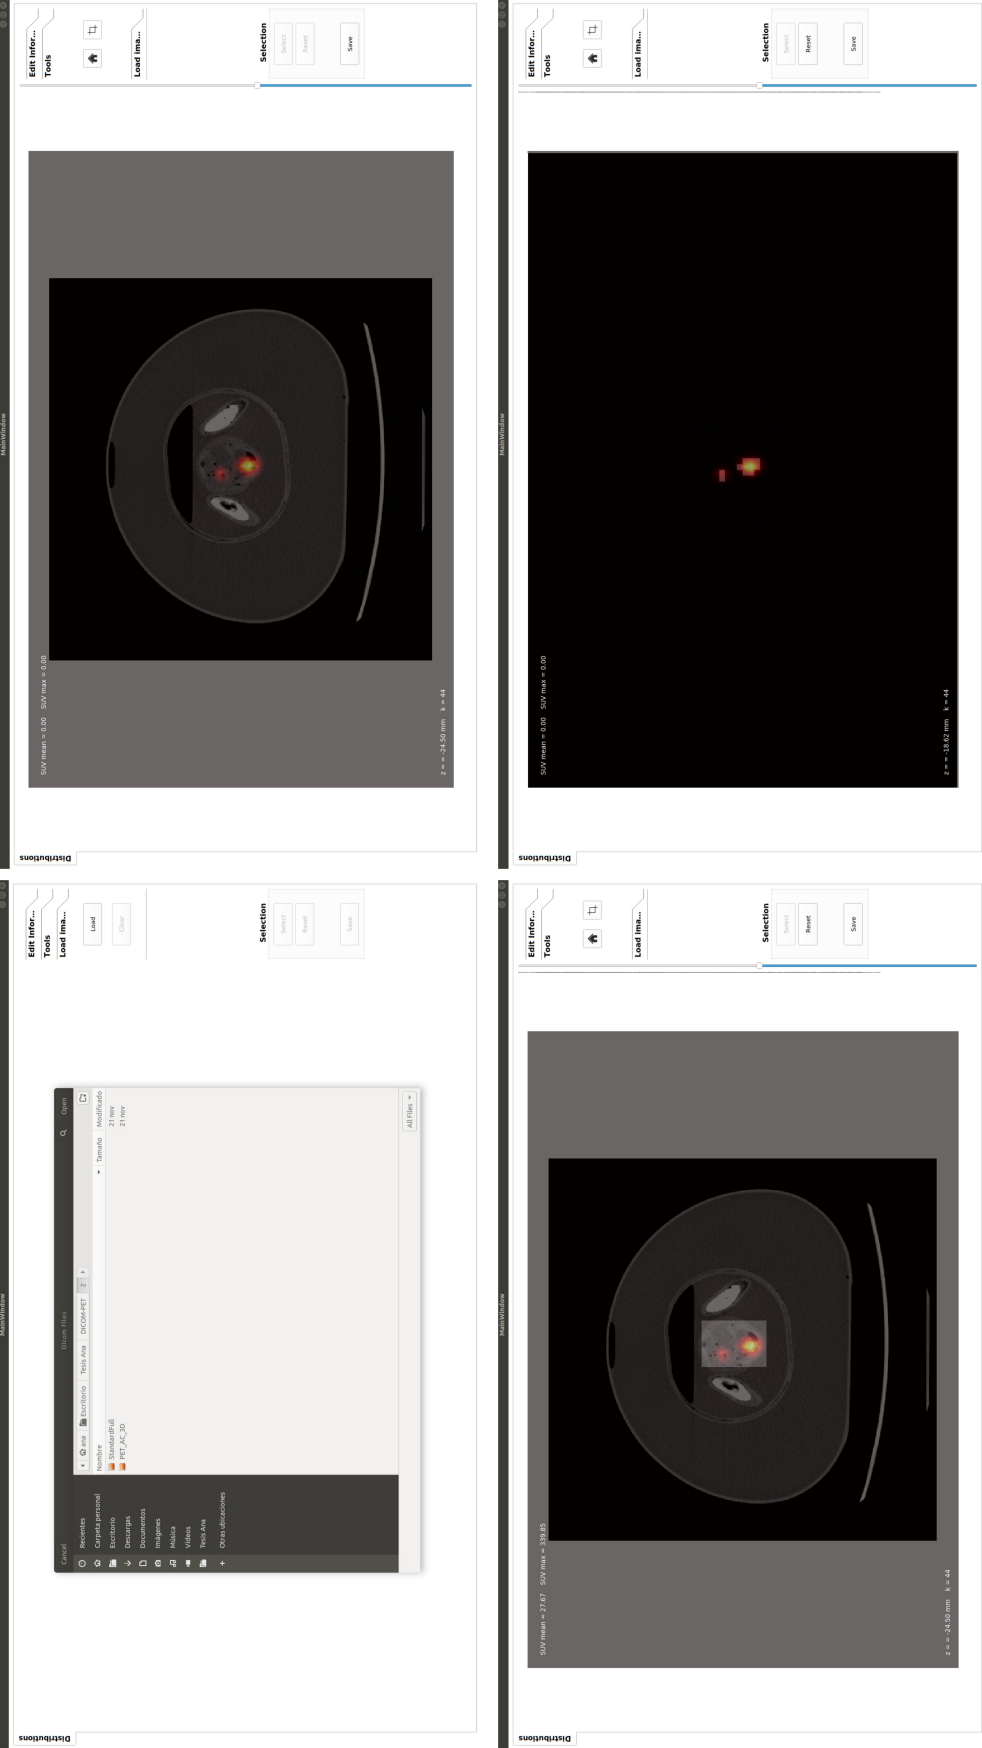 MainWindow
Distributions
Cancel
Dicom Files
Open
Recientes
Carpeta personal
Escritorio
Descargas
Documentos
Imágenes
Música
Vídeos
Tesis Ana
Otras ubicaciones
ana Escritorio Tesis Ana DICOM-PET 2
Nombre Tamaño Modificado
StandardFull 21 nov
PET_AC_3D 21 nov
All Files
Edit Infor...
Tools
Load ima...
Load
Clear
Selection
Select
Reset
Save
MainWindow
Distributions
SUV mean = 0.00 SUV max = 0.00
z = = -24.50 mm k = 44
Edit Infor...
Tools
Load ima...
Selection
Select
Reset
Save
MainWindow
Distributions
SUV mean = 27.67 SUV max = 339.85
z = = -24.50 mm k = 44
Edit Infor...
Tools
Load ima...
Selection
Select
Reset
Save
MainWindow
Distributions
SUV mean = 0.00 SUV max = 0.00
z = = -18.62 mm k = 44
Edit Infor...
Tools
Load ima...
Selection
Select
Reset
Save